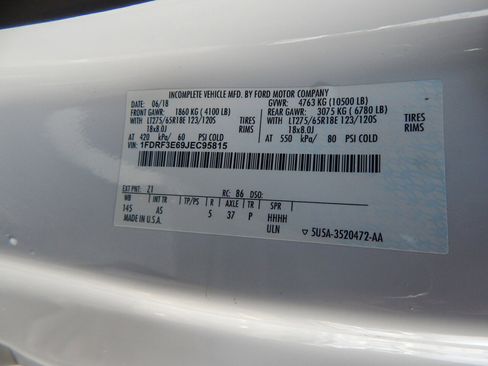 INCOMPLETE VEHICLE MFD. BY FORD MOTOR COMPANY
DATE: 06/18 GVWR: 4763 KG (10500 LB)
FRONT GAWR: 1860 KG (4100 LB) REAR GAWR: 3075 KG (6780 LB)
WITH LT275/65R18E 123/120S TIRES WITH LT275/65R18E 123/120S TIRES
18x8.0J RIMS 18x8.0J RIMS
AT 420 kPa/ 60 PSI COLD AT 550 kPa/ 80 PSI COLD
VIN: 1FDRF3E69JEC95815
EXT PNT: Z1 RC: 86 DSO:
WB INT TR TP/PS R AXLE TR SPR
145 AS 5 37 P HHHH
MADE IN U.S.A. ULN ▽ 5U5A-3520472-AA